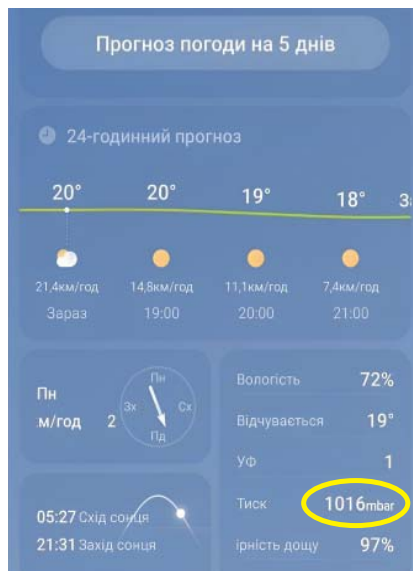 Прогноз погоди на 5 днів
24-годинний прогноз
20° 20° 19° 18° 3
21,4км/год 14,8км/год 11,1км/год 7,4км/год
Зараз 19:00 20:00 21:00
Пн
м/год 2
Пн
Зх Сх
Пд
05:27 Схід сонця
21:31 Захід сонця
Вологість 72%
Відчувається 19°
УФ 1
Тиск 1016mbar
ірність дощу 97%